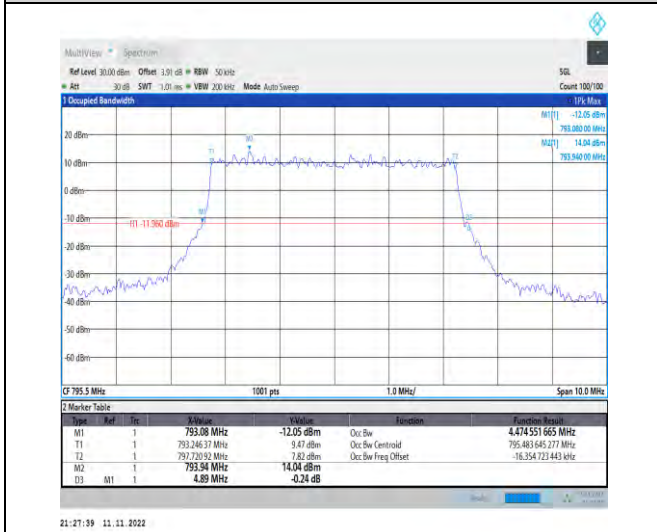 MultiView Spectrum
Ref Level 30.00 dBm Offset 3.91 dB RBW 50 kHz SGL
Att 30 dB SWT 1.01 ms VBW 200 kHz Mode Auto Sweep Count 100/100
1 Occupied Bandwidth 1Pk Max
M1[1] -12.05 dBm
793.080 00 MHz
M2[1] 14.04 dBm
793.940 00 MHz
20 dBm
M2
T1
T2
10 dBm
0 dBm
M1
D3
-10 dBm
H1 -11.960 dBm
-20 dBm
-30 dBm
-40 dBm
-50 dBm
-60 dBm
CF 795.5 MHz 1001 pts 1.0 MHz/ Span 10.0 MHz
2 Marker Table
Type Ref Trc X-Value Y-Value Function Function Result
M1 1 793.08 MHz -12.05 dBm Occ Bw 4.474 551 665 MHz
T1 1 793.246 37 MHz 9.47 dBm Occ Bw Centroid 795.483 645 277 MHz
T2 1 797.720 92 MHz 7.82 dBm Occ Bw Freq Offset -16.354 723 443 kHz
M2 1 793.94 MHz 14.04 dBm
D3 M1 1 4.89 MHz -0.24 dB
21:27:39 11.11.2022